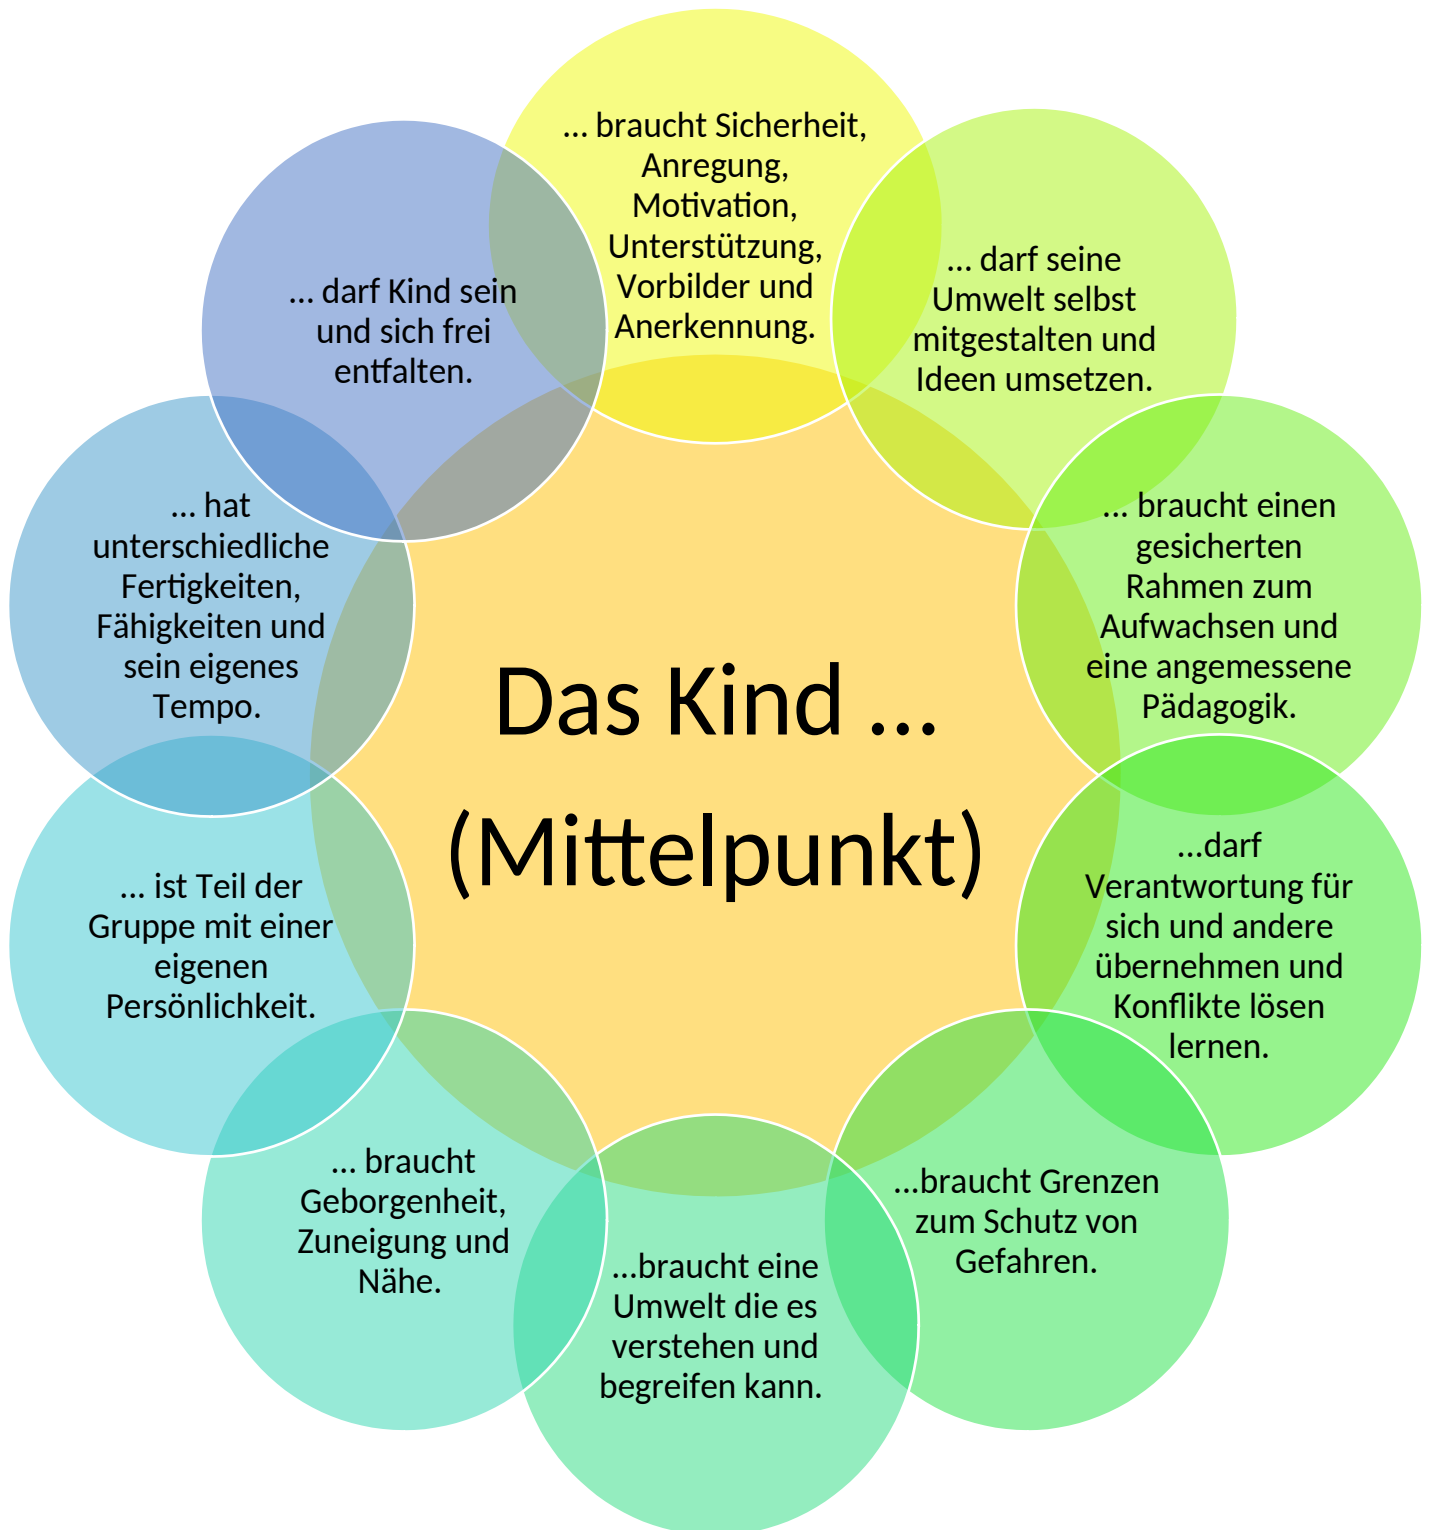 ... braucht Sicherheit,
Anregung,
Motivation,
Unterstützung,
Vorbilder und
Anerkennung.
... darf seine
Umwelt selbst
mitgestalten und
Ideen umsetzen.
... braucht einen
gesicherten
Rahmen zum
Aufwachsen und
eine angemessene
Pädagogik.
...darf
Verantwortung für
sich und andere
übernehmen und
Konflikte lösen
lernen.
...braucht Grenzen
zum Schutz von
Gefahren.
...braucht eine
Umwelt die es
verstehen und
begreifen kann.
... braucht
Geborgenheit,
Zuneigung und
Nähe.
... ist Teil der
Gruppe mit einer
eigenen
Persönlichkeit.
... hat
unterschiedliche
Fertigkeiten,
Fähigkeiten und
sein eigenes
Tempo.
... darf Kind sein
und sich frei
entfalten.
Das Kind ...
(Mittelpunkt)